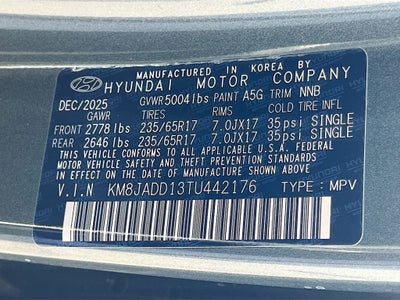 MANUFACTURED IN KOREA BY
HYUNDAI MOTOR COMPANY
DEC/2025 GVWR 5004lbs PAINT A5G TRIM NNB
GAWR TIRES RIMS COLD TIRE INFL
FRONT 2778 lbs 235/65R17 7.0JX17 35psi SINGLE
REAR 2646 lbs 235/65R17 7.0JX17 35psi SINGLE
THIS VEHICLE CONFORMS TO ALL APPLICABLE U.S.A. FEDERAL
MOTOR VEHICLE SAFETY AND THEFT PREVENTION STANDARDS
IN EFFECT ON THE DATE OF MANUFACTURE SHOWN ABOVE.
V.I.N KM8JADD13TU442176 TYPE : MPV